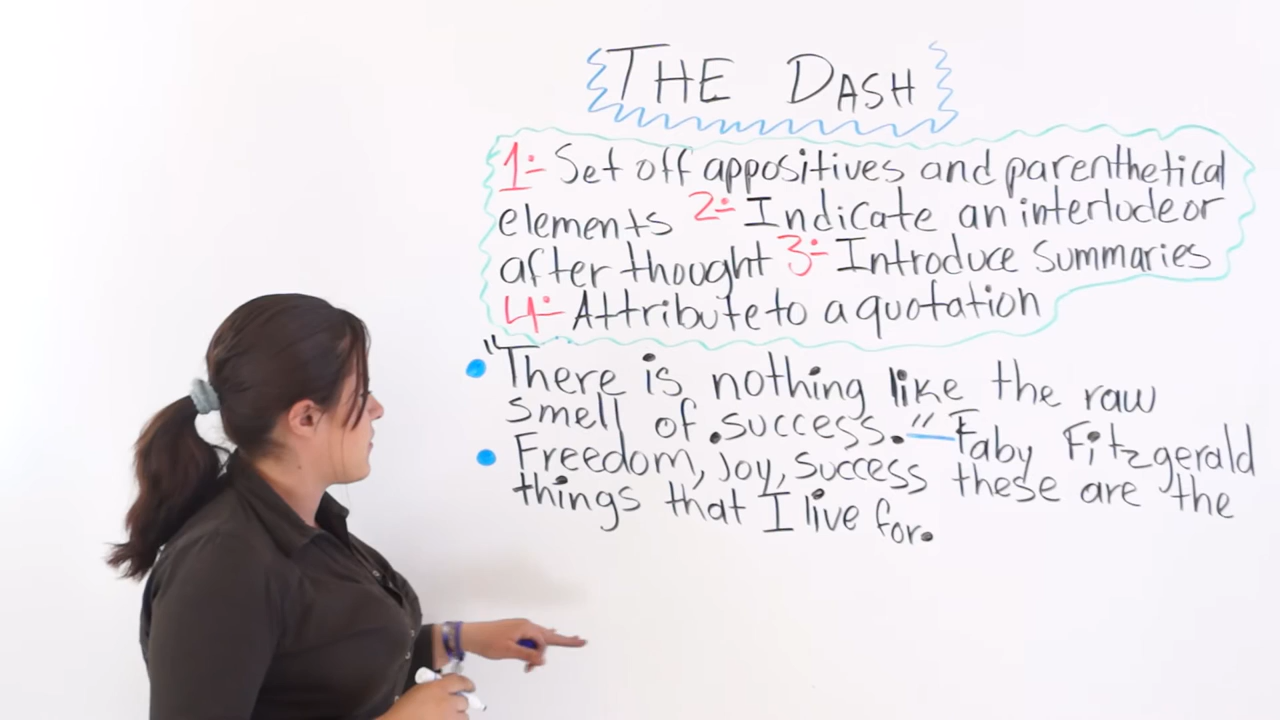 THE DASH
1- Set off appositives and parenthetical
elements 2- Indicate an interlude or
after thought 3- Introduce Summaries
4- Attribute to a quotation
• "There is nothing like the raw
smell of success." — Faby Fitzgerald
• Freedom, joy, success these are the
things that I live for.